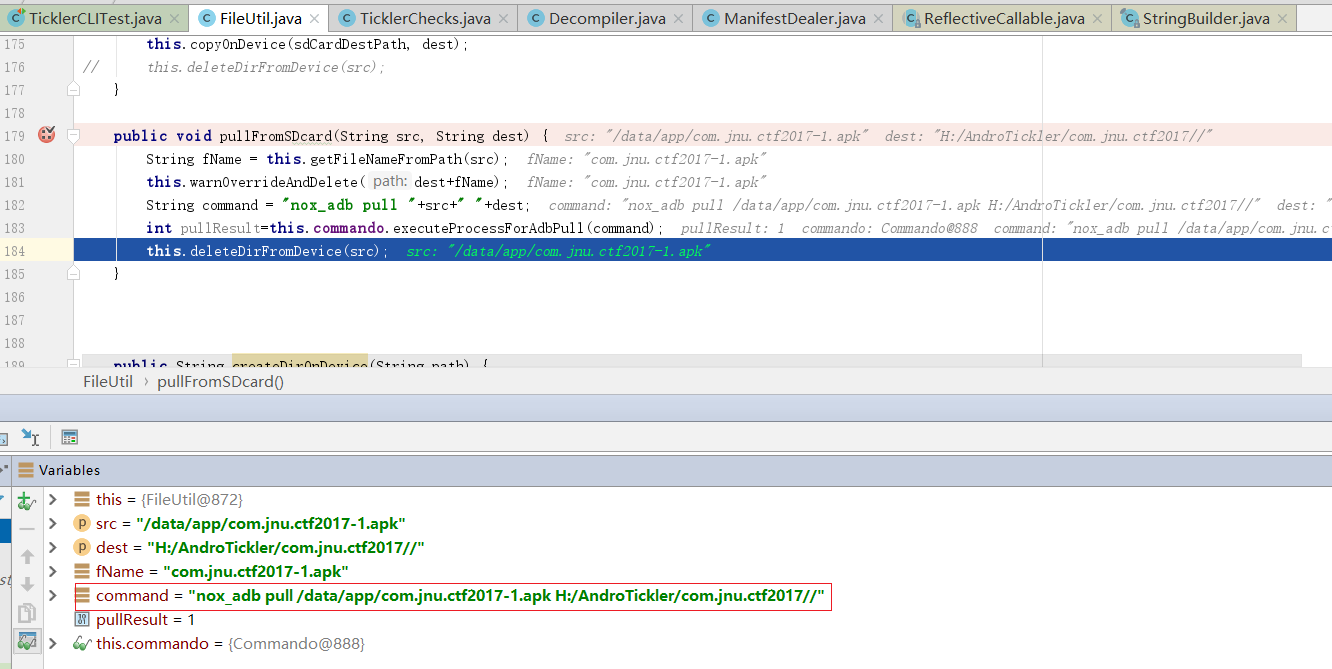 TicklerCLITest.java FileUtil.java TicklerChecks.java Decompiler.java ManifestDealer.java ReflectiveCallable.java StringBuilder.java
175 this.copyOnDevice(sdCardDestPath, dest);
176 // this.deleteDirFromDevice(src);
177 }
178
179 public void pullFromSDcard(String src, String dest) { src: "/data/app/com.jnu.ctf2017-1.apk" dest: "H:/AndroTickler/com.jnu.ctf2017//"
180 String fName = this.getFileNameFromPath(src); fName: "com.jnu.ctf2017-1.apk"
181 this.warnOverrideAndDelete( path: dest+fName); fName: "com.jnu.ctf2017-1.apk"
182 String command = "nox_adb pull "+src+" "+dest; command: "nox_adb pull /data/app/com.jnu.ctf2017-1.apk H:/AndroTickler/com.jnu.ctf2017//" dest: "
183 int pullResult=this.commando.executeProcessForAdbPull(command); pullResult: 1 commando: Commando@888 command: "nox_adb pull /data/app/com.jnu.c
184 this.deleteDirFromDevice(src); src: "/data/app/com.jnu.ctf2017-1.apk"
185 }
186
187
188
189 public String createDirOnDevice(String path) {
FileUtil › pullFromSDcard()
Variables
this = {FileUtil@872}
src = "/data/app/com.jnu.ctf2017-1.apk"
dest = "H:/AndroTickler/com.jnu.ctf2017//"
fName = "com.jnu.ctf2017-1.apk"
command = "nox_adb pull /data/app/com.jnu.ctf2017-1.apk H:/AndroTickler/com.jnu.ctf2017//"
pullResult = 1
this.commando = {Commando@888}